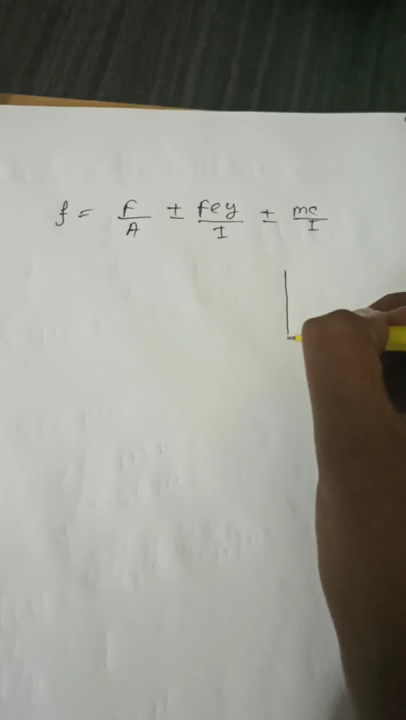 f = F/A ± Fey/I ± mc/I